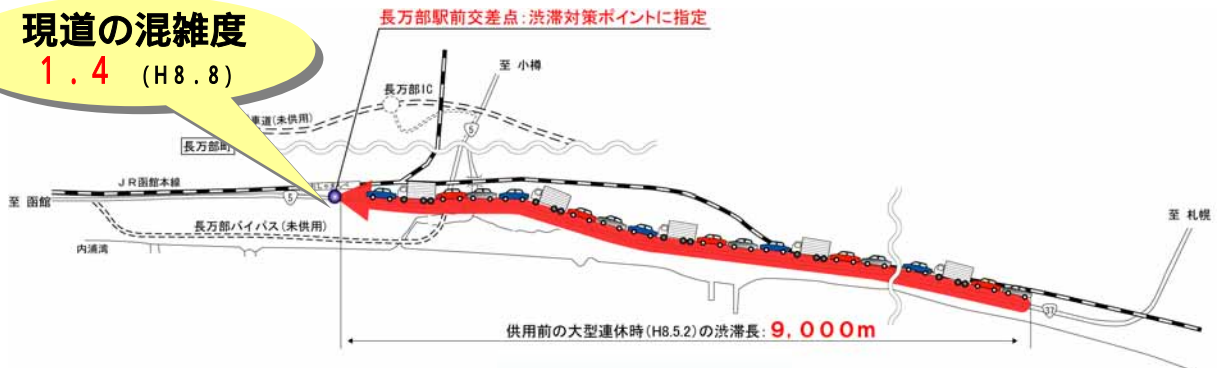 現道の混雑度
1.4 (H8.8)
長万部駅前交差点:渋滞対策ポイントに指定
至 小樽
長万部IC
車道(未供用)
5
長万部町
JR函館本線
至 函館
5
長万部バイパス(未供用)
内浦湾
至 札幌
37
供用前の大型連休時(H8.5.2)の渋滞長:9,000m